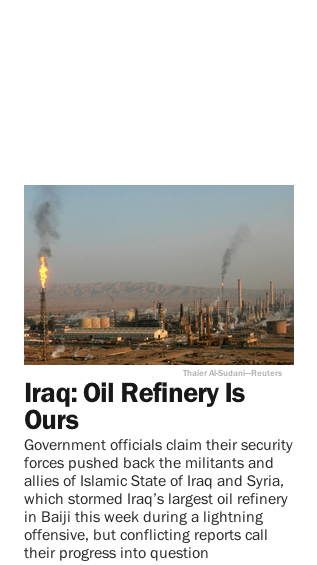 Thaier Al-Sudani—Reuters
Iraq: Oil Refinery Is
Ours
Government officials claim their security
forces pushed back the militants and
allies of Islamic State of Iraq and Syria,
which stormed Iraq's largest oil refinery
in Baiji this week during a lightning
offensive, but conflicting reports call
their progress into question